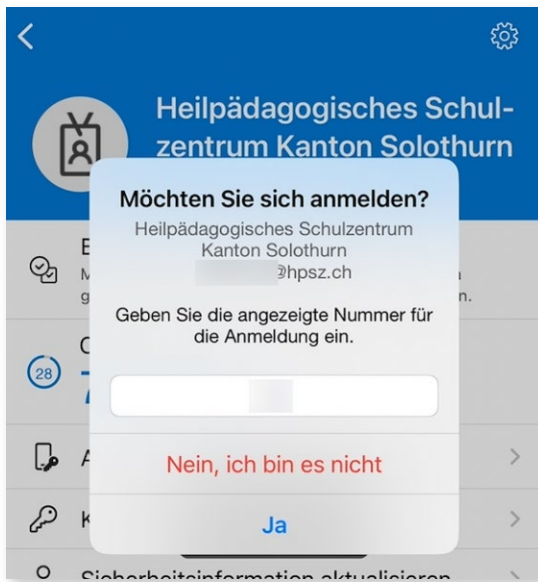 Heilpädagogisches Schul-
zentrum Kanton Solothurn
Möchten Sie sich anmelden?
Heilpädagogisches Schulzentrum
Kanton Solothurn
@hpsz.ch
Geben Sie die angezeigte Nummer für
die Anmeldung ein.
n.
28
Nein, ich bin es nicht
Ja
Sicherheitsinformation aktualisieren